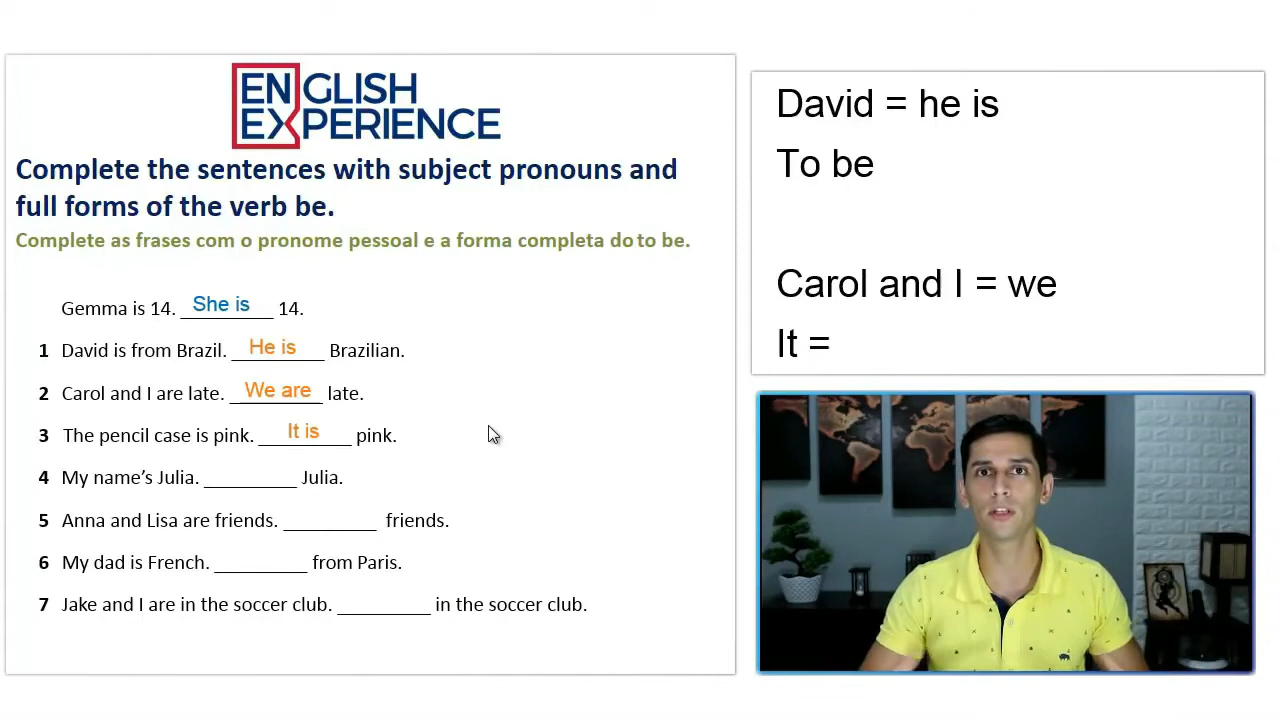 ENGLISH
EXPERIENCE
Complete the sentences with subject pronouns and
full forms of the verb be.
Complete as frases com o pronome pessoal e a forma completa do to be.
Gemma is 14. She is 14.
1 David is from Brazil. He is Brazilian.
2 Carol and I are late. We are late.
3 The pencil case is pink. It is pink.
4 My name’s Julia. __________ Julia.
5 Anna and Lisa are friends. __________ friends.
6 My dad is French. __________ from Paris.
7 Jake and I are in the soccer club. __________ in the soccer club.
David = he is
To be
Carol and I = we
It =